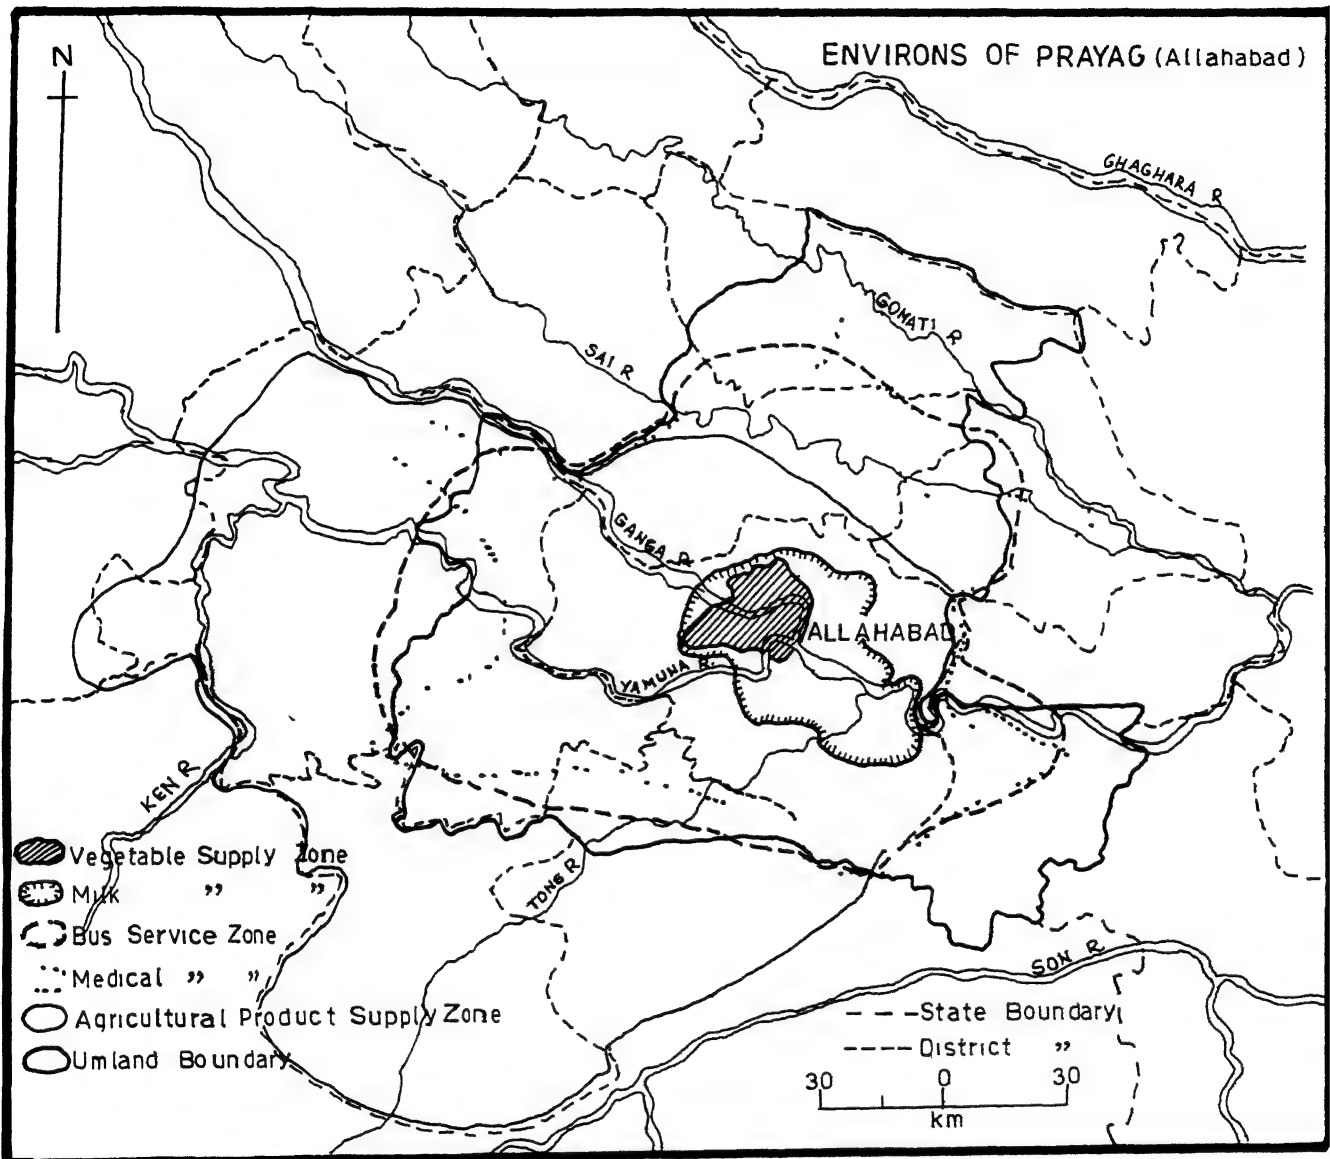 N
ENVIRONS OF PRAYAG (Allahabad)
GHAGHARA R
GOMATI R
SAI R
GANGA R
ALLAHABAD
YAMUNA R
KEN R
TONS R
SON R
Vegetable Supply Zone
Milk ” ”
Bus Service Zone
Medical ” ”
Agricultural Product Supply Zone
Umland Boundary
State Boundary
District ”
30 0 30
km